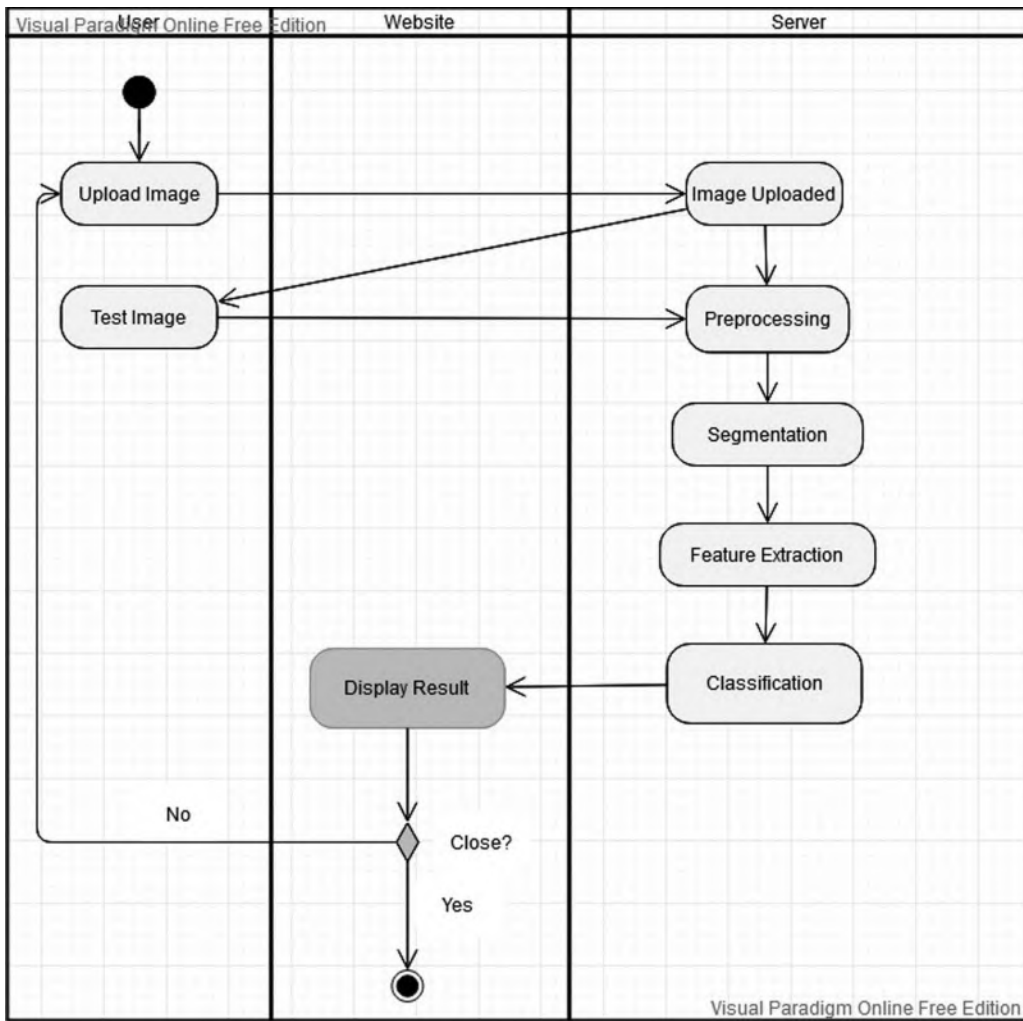 Visual Paradigm Online Free Edition
User
Website
Server
Upload Image
Image Uploaded
Test Image
Preprocessing
Segmentation
Feature Extraction
Display Result
Classification
No
Close?
Yes
Visual Paradigm Online Free Edition